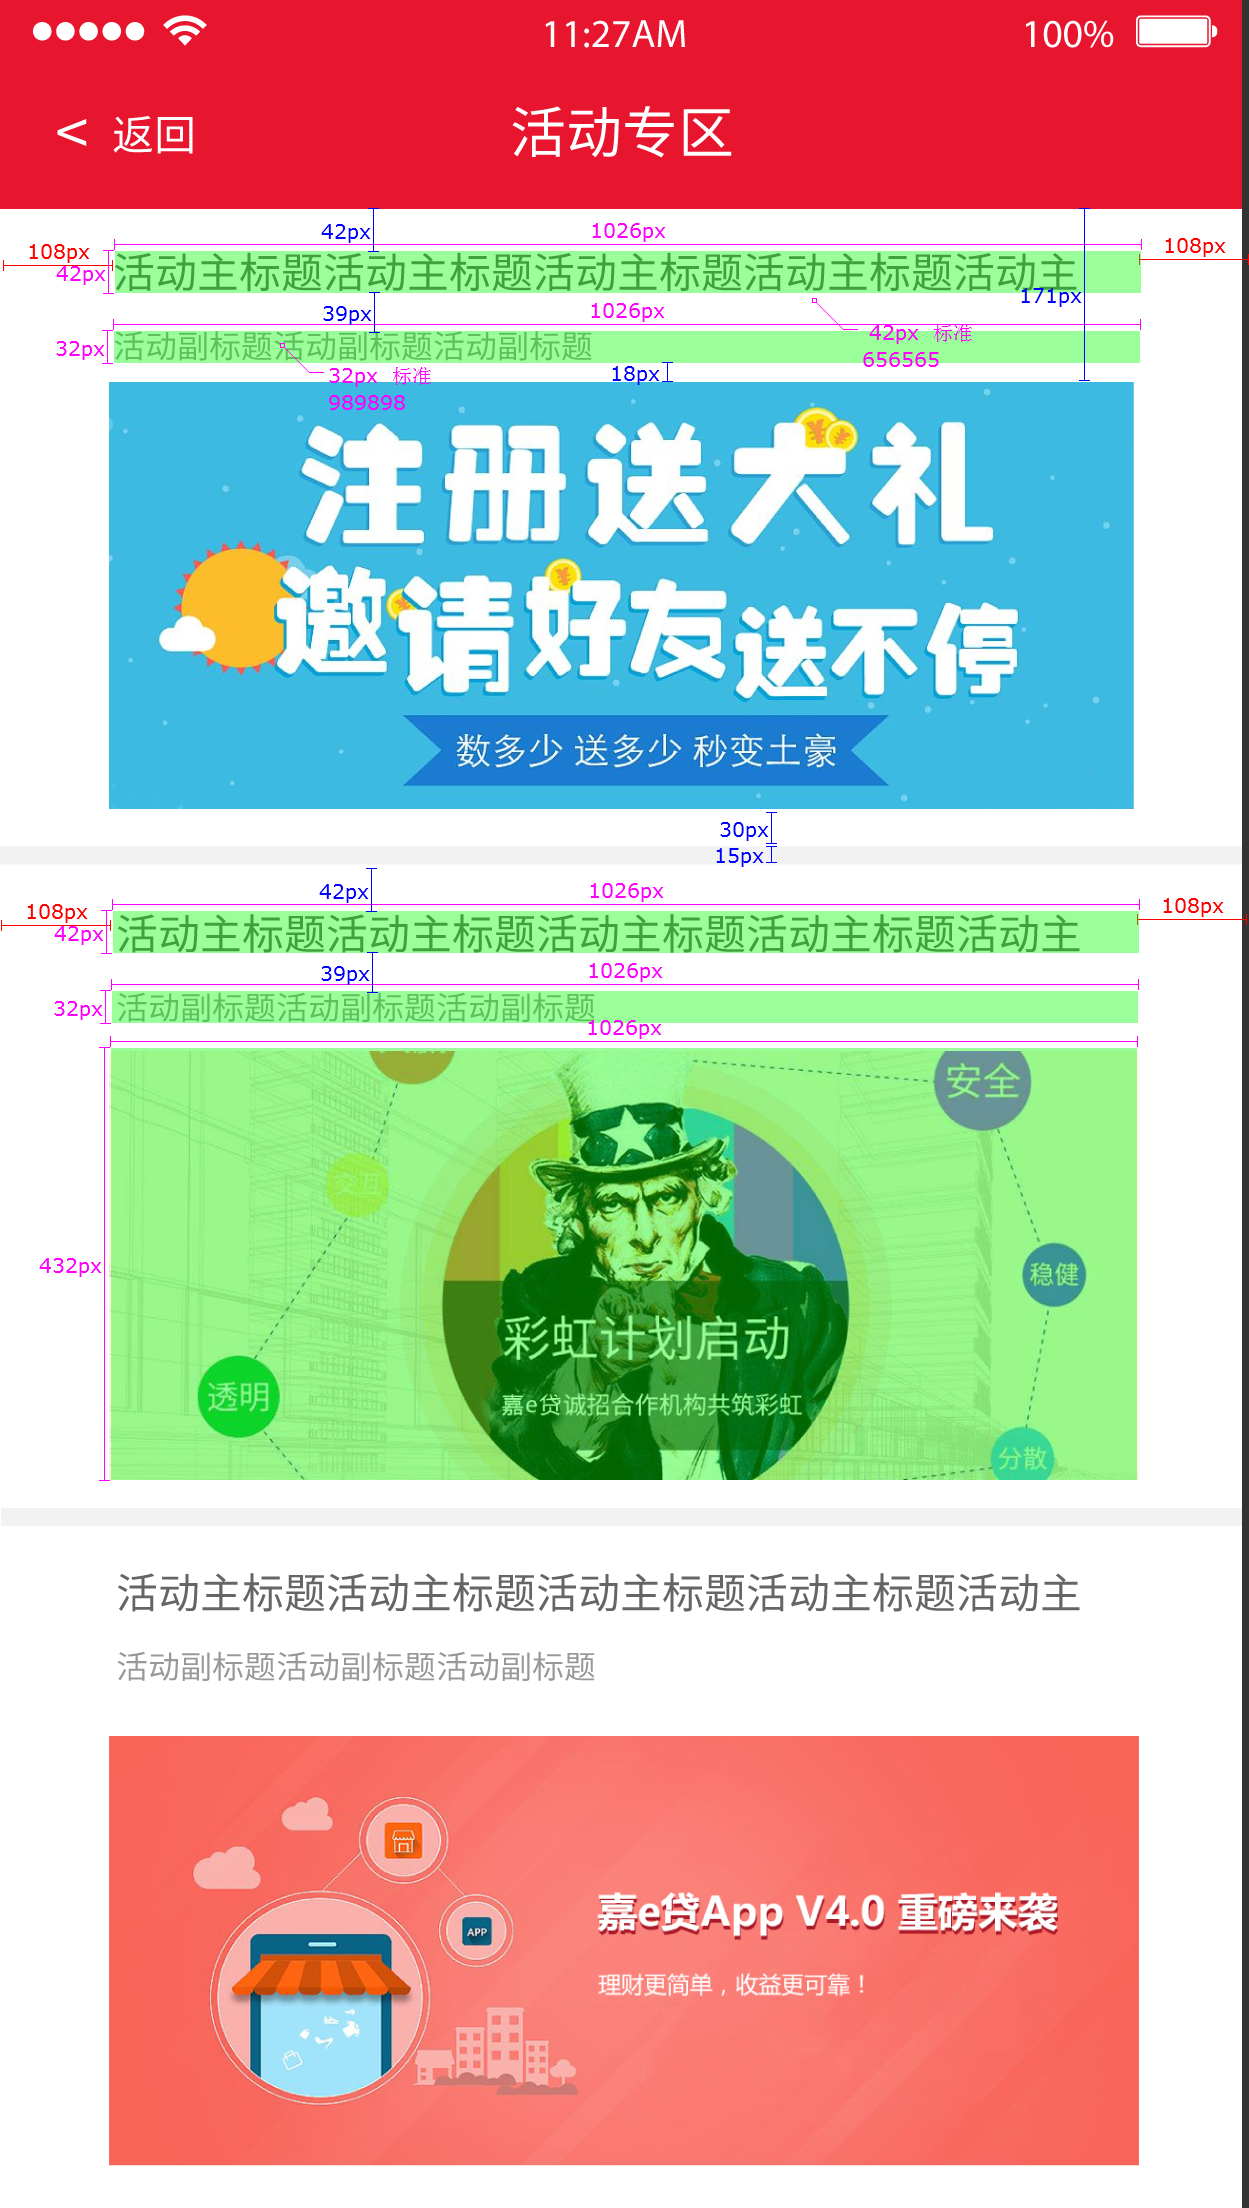 11:27AM
100%
< 返回
活动专区
42px
1026px
108px
108px
42px
活动主标题活动主标题活动主标题活动主标题活动主
171px
39px
1026px
42px 标准
656565
32px
活动副标题活动副标题活动副标题
32px 标准
989898
18px
注册送大礼
邀请好友送不停
数多少 送多少 秒变土豪
30px
15px
42px
1026px
108px
108px
42px
活动主标题活动主标题活动主标题活动主标题活动主
39px
1026px
32px
活动副标题活动副标题活动副标题
1026px
安全
交互
432px
稳健
彩虹计划启动
透明
嘉e贷诚招合作机构共筑彩虹
分散
活动主标题活动主标题活动主标题活动主标题活动主
活动副标题活动副标题活动副标题
嘉e贷App V4.0 重磅来袭
APP
理财更简单，收益更可靠！